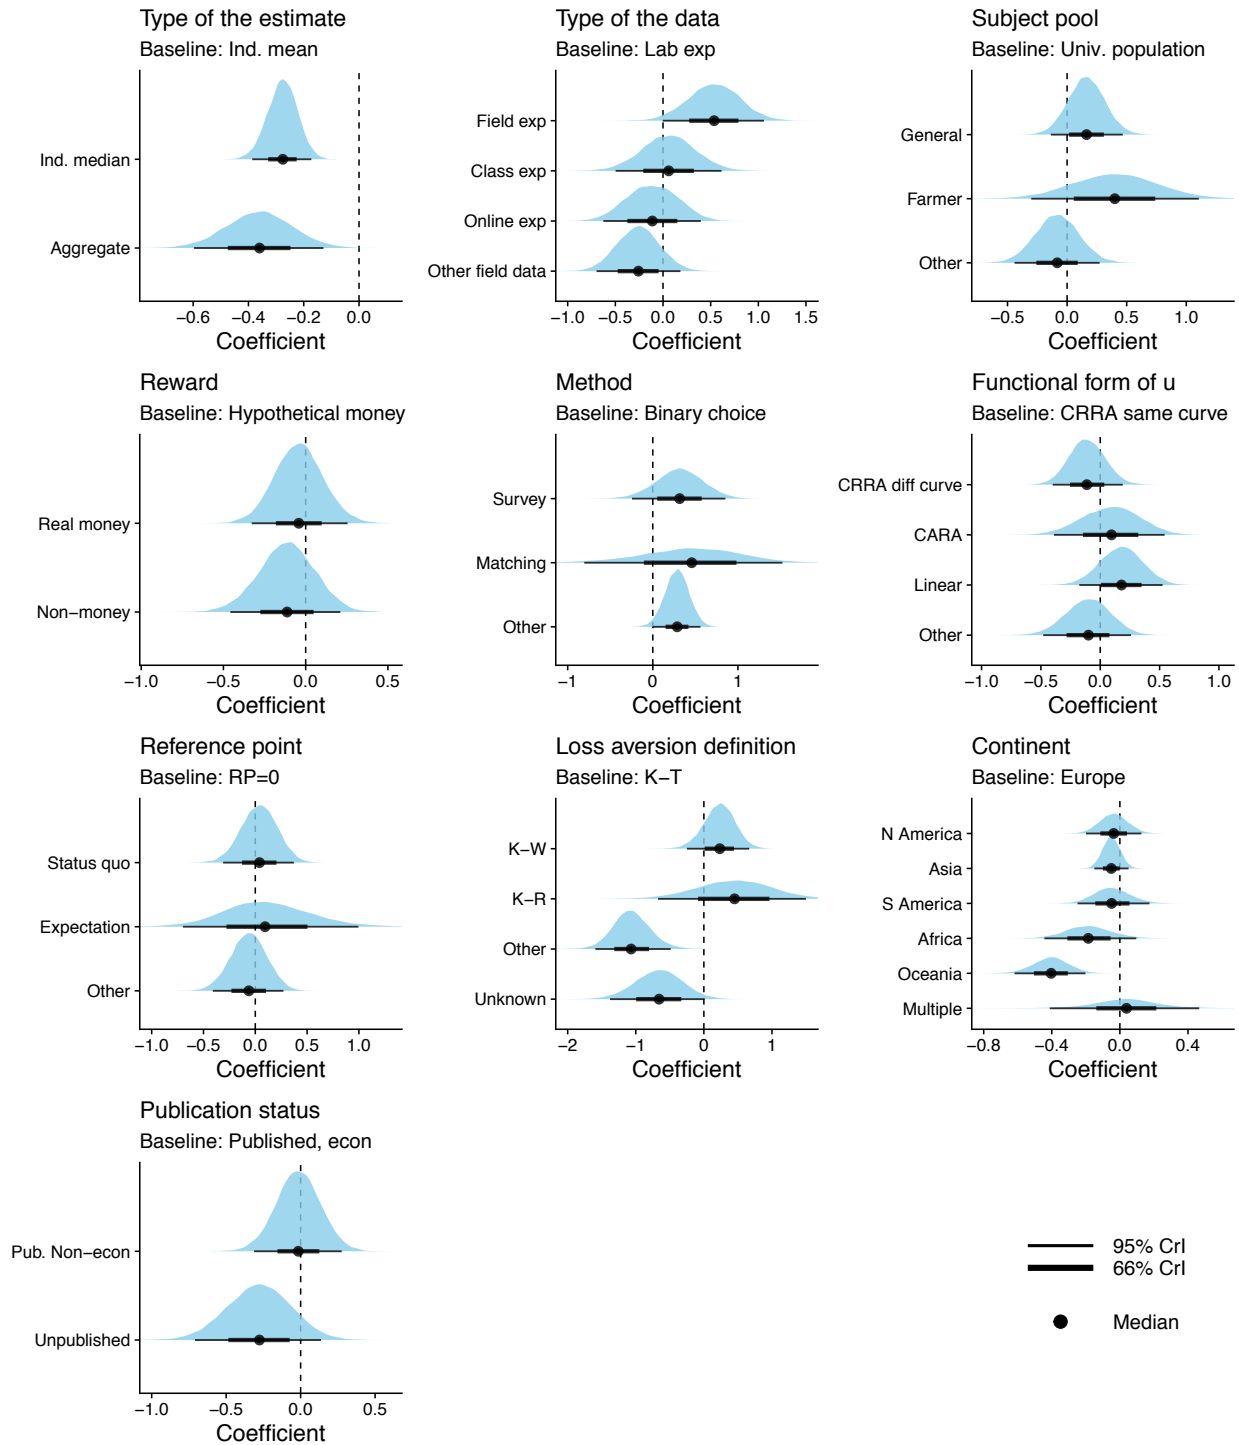 Type of the estimate
Baseline: Ind. mean
Ind. median
Aggregate
−0.6 −0.4 −0.2 0.0
Coefficient
Type of the data
Baseline: Lab exp
Field exp
Class exp
Online exp
Other field data
−1.0 −0.5 0.0 0.5 1.0 1.5
Coefficient
Subject pool
Baseline: Univ. population
General
Farmer
Other
−0.5 0.0 0.5 1.0
Coefficient
Reward
Baseline: Hypothetical money
Real money
Non−money
−1.0 −0.5 0.0 0.5
Coefficient
Method
Baseline: Binary choice
Survey
Matching
Other
−1 0 1
Coefficient
Functional form of u
Baseline: CRRA same curve
CRRA diff curve
CARA
Linear
Other
−1.0 −0.5 0.0 0.5 1.0
Coefficient
Reference point
Baseline: RP=0
Status quo
Expectation
Other
−1.0 −0.5 0.0 0.5 1.0
Coefficient
Loss aversion definition
Baseline: K−T
K−W
K−R
Other
Unknown
−2 −1 0 1
Coefficient
Continent
Baseline: Europe
N America
Asia
S America
Africa
Oceania
Multiple
−0.8 −0.4 0.0 0.4
Coefficient
Publication status
Baseline: Published, econ
Pub. Non−econ
Unpublished
−1.0 −0.5 0.0 0.5
Coefficient
95% CrI
66% CrI
Median